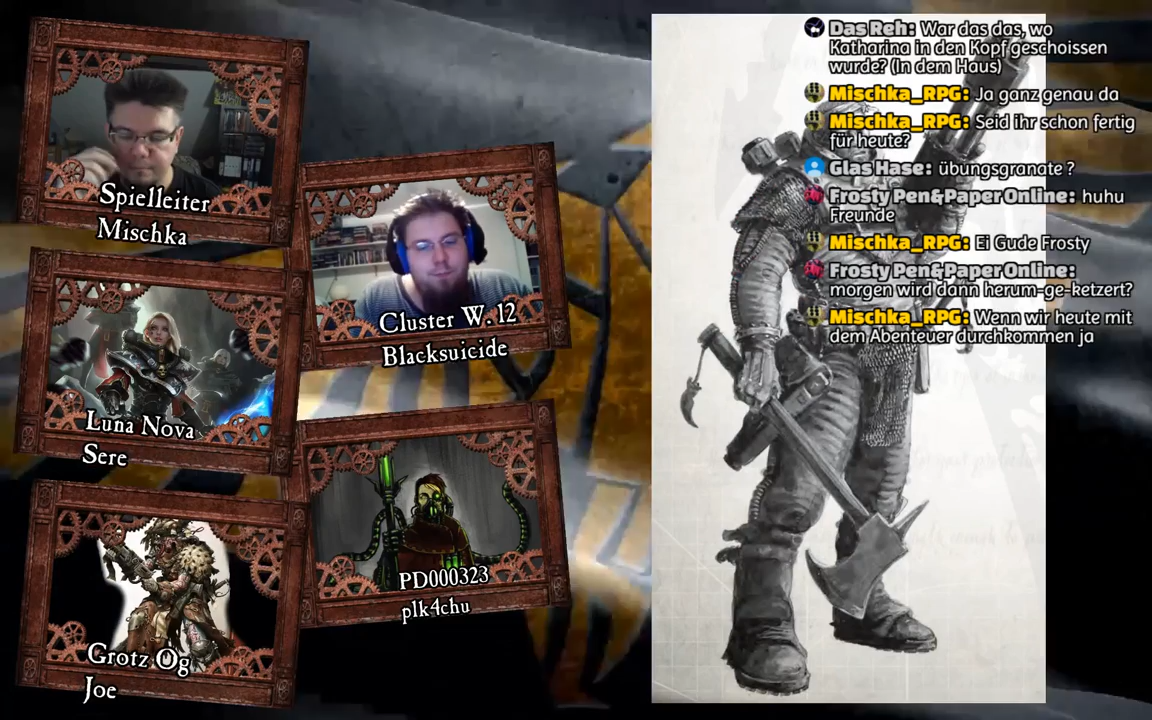 Spielleiter
Mischka
Cluster W. 12
Blacksuicide
Luna Nova
Sere
PD000323
plk4chu
Grotz Og
Joe
Das Reh: War das das, wo
Katharina in den Kopf geschoissen
wurde? (In dem Haus)
Mischka_RPG: Ja ganz genau da
Mischka_RPG: Seid ihr schon fertig
für heute?
Glas Hase: übungsgranate ?
Frosty Pen&Paper Online: huhu
Freunde
Mischka_RPG: Ei Gude Frosty
Frosty Pen&Paper Online:
morgen wird dann herum-ge-ketzert?
Mischka_RPG: Wenn wir heute mit
dem Abenteuer durchkommen ja